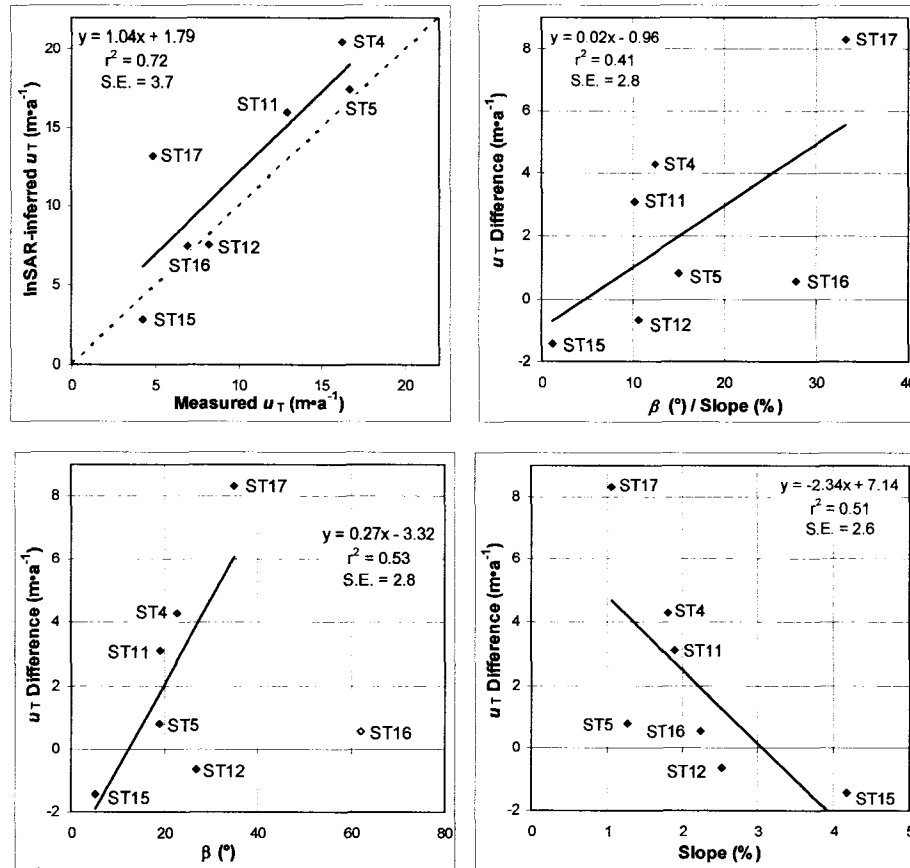 y = 1.04x + 1.79
r² = 0.72
S.E. = 3.7
ST4
ST11
ST5
ST17
ST12
ST16
ST15
20
15
10
5
0
InSAR-inferred u T (m•a⁻¹)
0 5 10 15 20
Measured u T (m•a⁻¹)
y = 0.02x - 0.96
r² = 0.41
S.E. = 2.8
ST17
ST4
ST11
ST5
ST16
ST12
ST15
8
6
4
2
0
-2
u T Difference (m•a⁻¹)
0 10 20 30 40
β (°) / Slope (%)
ST17
y = 0.27x - 3.32
r² = 0.53
S.E. = 2.8
ST4
ST11
ST5
ST16
ST12
ST15
8
6
4
2
0
-2
u T Difference (m•a⁻¹)
0 20 40 60 80
β (°)
ST17
y = -2.34x + 7.14
r² = 0.51
S.E. = 2.6
ST4
ST11
ST5
ST16
ST12
ST15
8
6
4
2
0
-2
u T Difference (m•a⁻¹)
0 1 2 3 4 5
Slope (%)